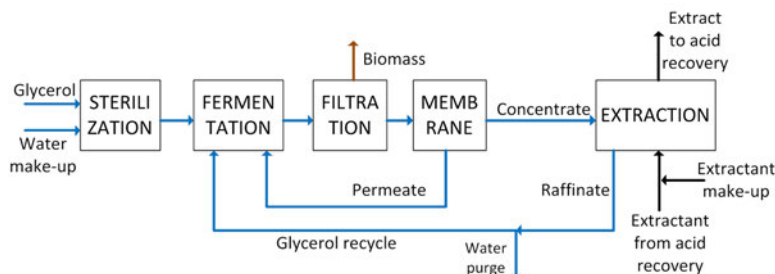 Glycerol
Water
make-up
STERILI
ZATION
FERMEN
TATION
Biomass
FILTRA
TION
MEMB
RANE
Permeate
Concentrate
Extract
to acid
recovery
EXTRACTION
Raffinate
Extractant
make-up
Extractant
from acid
recovery
Glycerol recycle
Water
purge